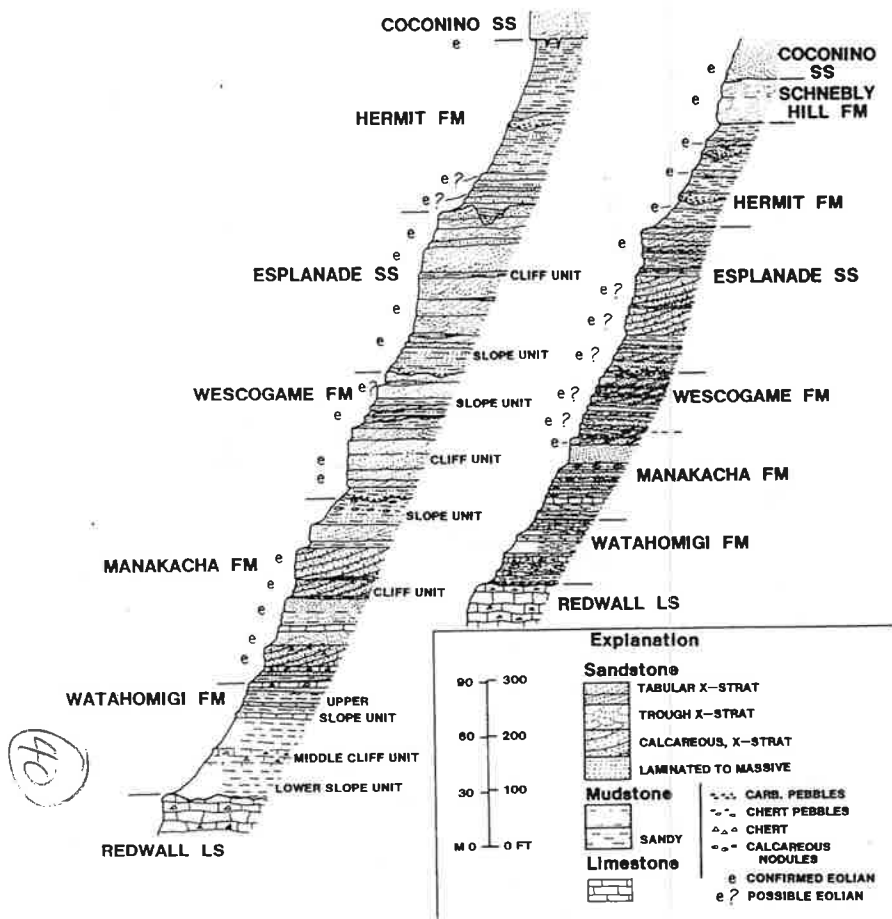 COCONINO SS
e
HERMIT FM
e?
e?
e
e
ESPLANADE SS
CLIFF UNIT
e
e
SLOPE UNIT
WESCOGAME FM
e?
SLOPE UNIT
e
CLIFF UNIT
e
e
SLOPE UNIT
MANAKACHA FM
e
e
CLIFF UNIT
e
e
e
WATAHOMIGI FM
UPPER
SLOPE UNIT
MIDDLE CLIFF UNIT
LOWER SLOPE UNIT
REDWALL LS
40
COCONINO
SS
e
SCHNEBLY
HILL FM
e
e
e
HERMIT FM
e
e
ESPLANADE SS
e?
e?
e?
WESCOGAME FM
e?
e?
e
MANAKACHA FM
WATAHOMIGI FM
REDWALL LS
Explanation
90 300
60 200
30 100
M 0 0 FT
Sandstone
TABULAR X-STRAT
TROUGH X-STRAT
CALCAREOUS, X-STRAT
LAMINATED TO MASSIVE
Mudstone
SANDY
Limestone
CARB. PEBBLES
CHERT PEBBLES
CHERT
CALCAREOUS
NODULES
e CONFIRMED EOLIAN
e? POSSIBLE EOLIAN